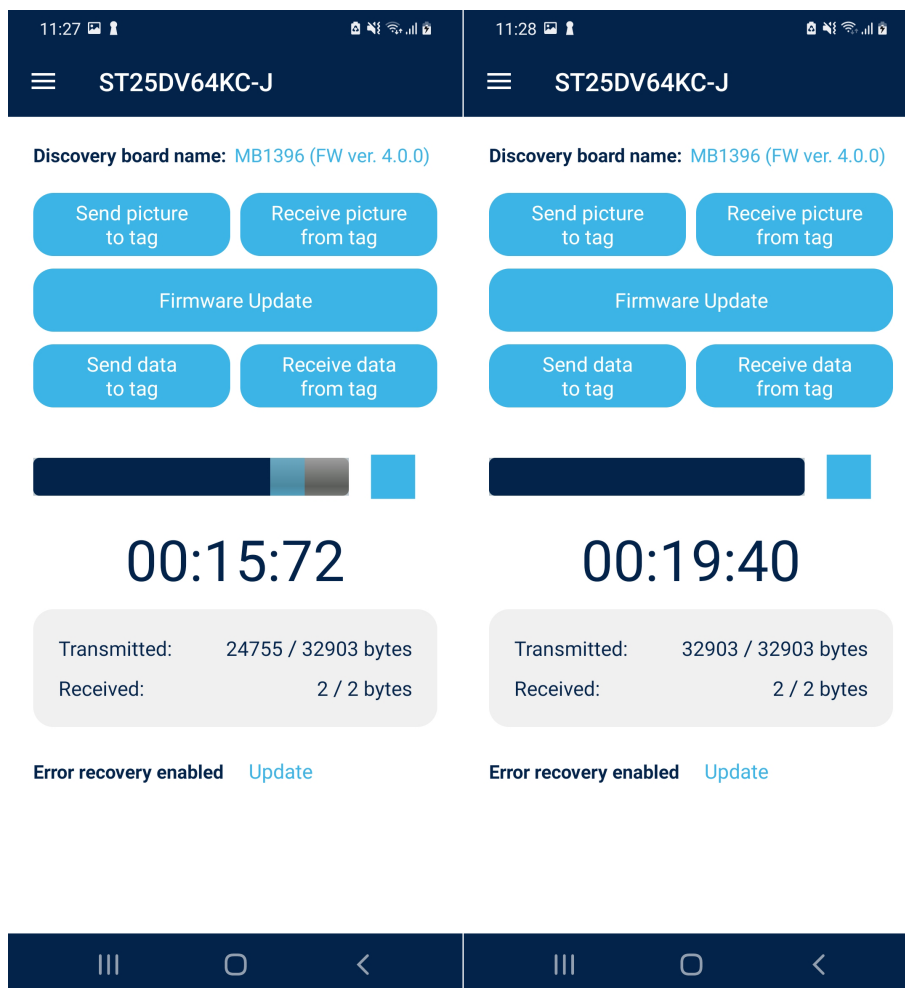 11:27
ST25DV64KC-J
Discovery board name: MB1396 (FW ver. 4.0.0)
Send picture
to tag
Receive picture
from tag
Firmware Update
Send data
to tag
Receive data
from tag
00:15:72
Transmitted: 24755 / 32903 bytes
Received: 2 / 2 bytes
Error recovery enabled Update
11:28
ST25DV64KC-J
Discovery board name: MB1396 (FW ver. 4.0.0)
Send picture
to tag
Receive picture
from tag
Firmware Update
Send data
to tag
Receive data
from tag
00:19:40
Transmitted: 32903 / 32903 bytes
Received: 2 / 2 bytes
Error recovery enabled Update